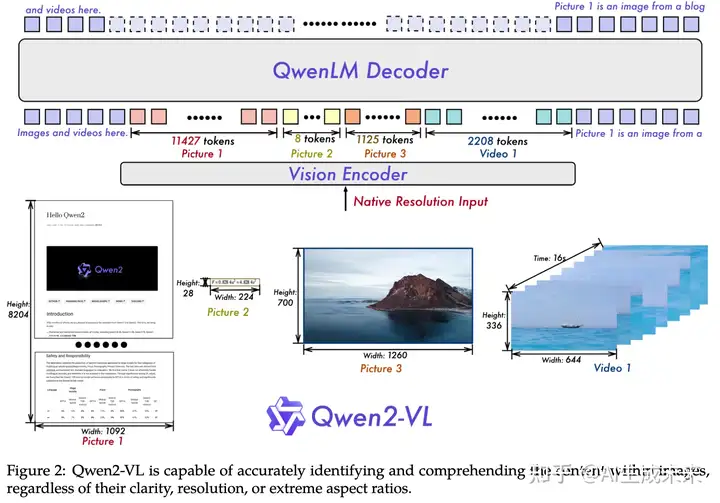 and videos here.
Picture 1 is an image from a blog
QwenLM Decoder
Images and videos here.
11427 tokens
Picture 1
8 tokens
Picture 2
1125 tokens
Picture 3
2208 tokens
Video 1
Picture 1 is an image from a
Vision Encoder
Native Resolution Input
Hello Qwen2
Qwen2
Introduction
Height:
8204
Safety and Responsibility
Width: 1092
Picture 1
Height:
28
Width: 224
Picture 2
Height:
700
Width: 1260
Picture 3
Time: 16s
Height:
336
Width: 644
Video 1
Qwen2-VL
Figure 2: Qwen2-VL is capable of accurately identifying and comprehending the content within images,
regardless of their clarity, resolution, or extreme aspect ratios.
知乎 @AI生成未来